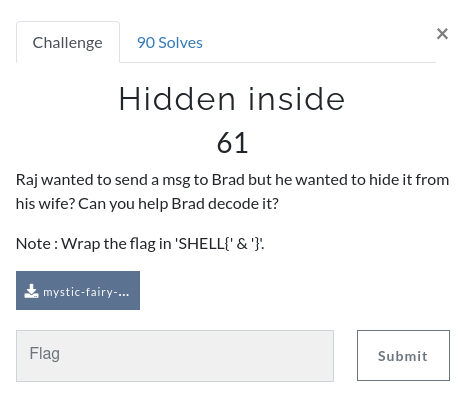 Challenge
90 Solves
×
Hidden inside
61
Raj wanted to send a msg to Brad but he wanted to hide it from
his wife? Can you help Brad decode it?
Note : Wrap the flag in 'SHELL{' & '}'.
mystic-fairy-...
Flag
Submit